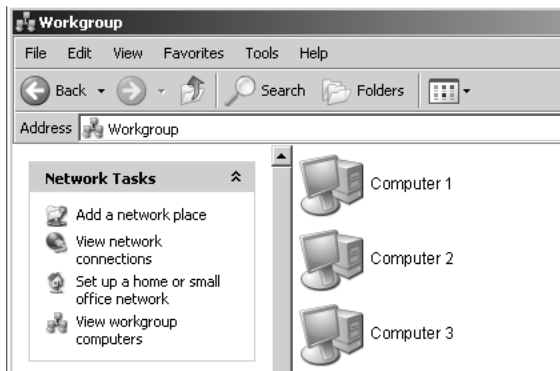 Workgroup
File Edit View Favorites Tools Help
Back Search Folders
Address Workgroup
Network Tasks
Add a network place
View network
connections
Set up a home or small
office network
View workgroup
computers
Computer 1
Computer 2
Computer 3